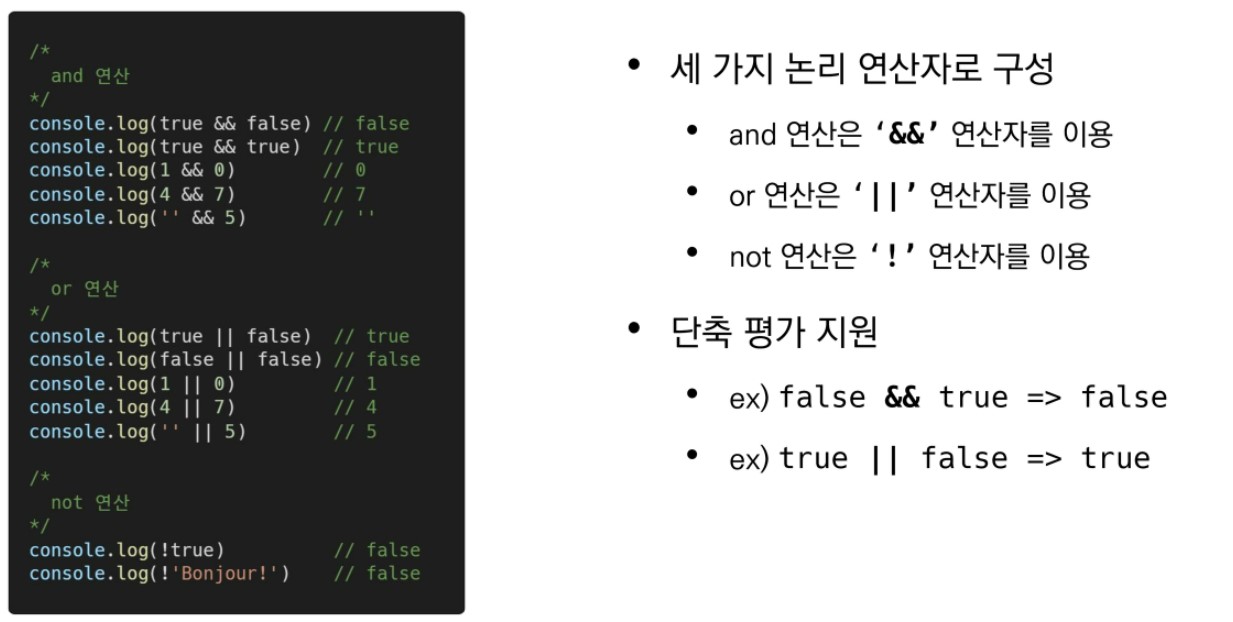 /*
  and 연산
*/
console.log(true && false) // false
console.log(true && true)  // true
console.log(1 && 0)        // 0
console.log(4 && 7)        // 7
console.log('' && 5)       // ''

/*
  or 연산
*/
console.log(true || false)  // true
console.log(false || false) // false
console.log(1 || 0)         // 1
console.log(4 || 7)         // 4
console.log('' || 5)        // 5

/*
  not 연산
*/
console.log(!true)          // false
console.log(!'Bonjour!')    // false

• 세 가지 논리 연산자로 구성
• and 연산은 ‘&&’ 연산자를 이용
• or 연산은 ‘||’ 연산자를 이용
• not 연산은 ‘!’ 연산자를 이용
• 단축 평가 지원
• ex) false && true => false
• ex) true || false => true